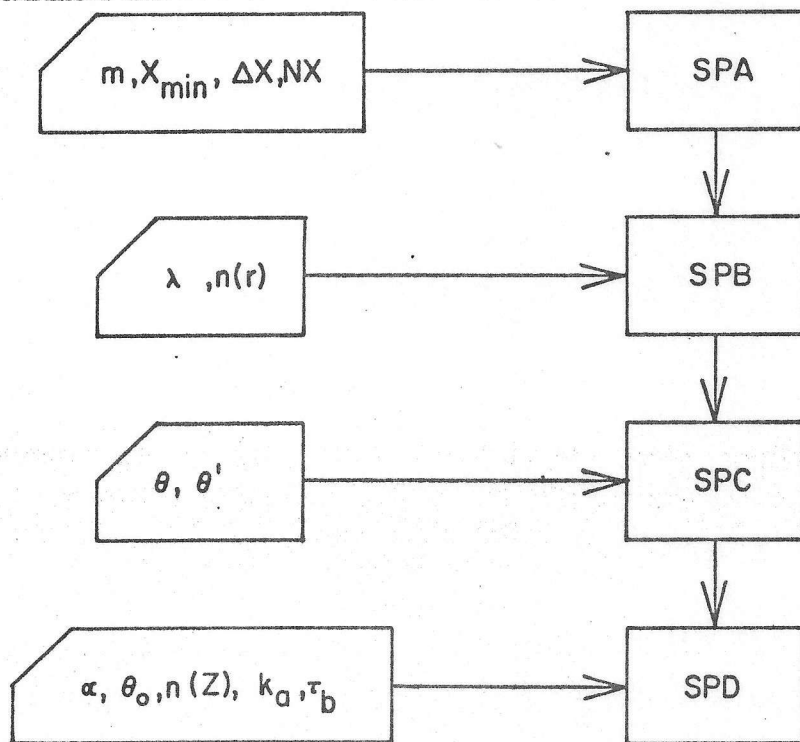 m, X_min, ΔX, NX
SPA
λ , n(r)
SPB
θ, θ'
SPC
α, θ_o, n(Z), k_a, τ_b
SPD